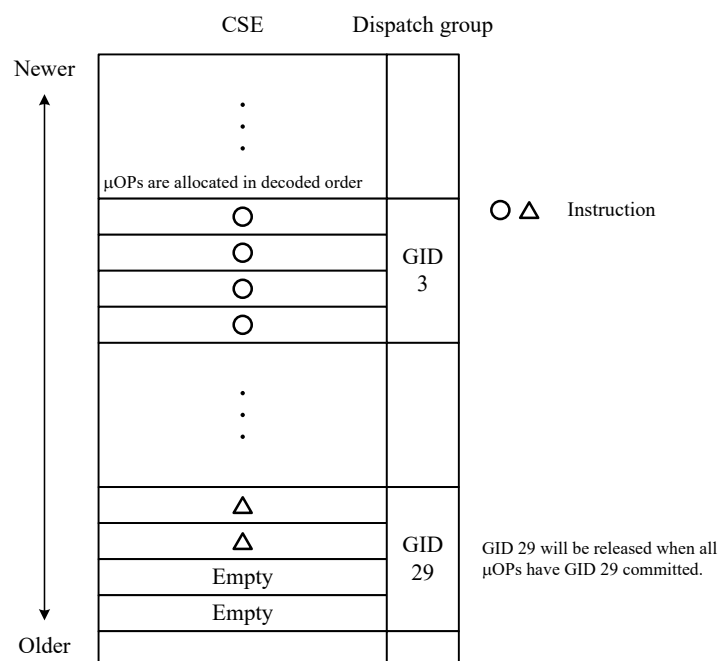 CSE Dispatch group
Newer
μOPs are allocated in decoded order
Instruction
GID
3
GID
29
Empty
Empty
GID 29 will be released when all
μOPs have GID 29 committed.
Older